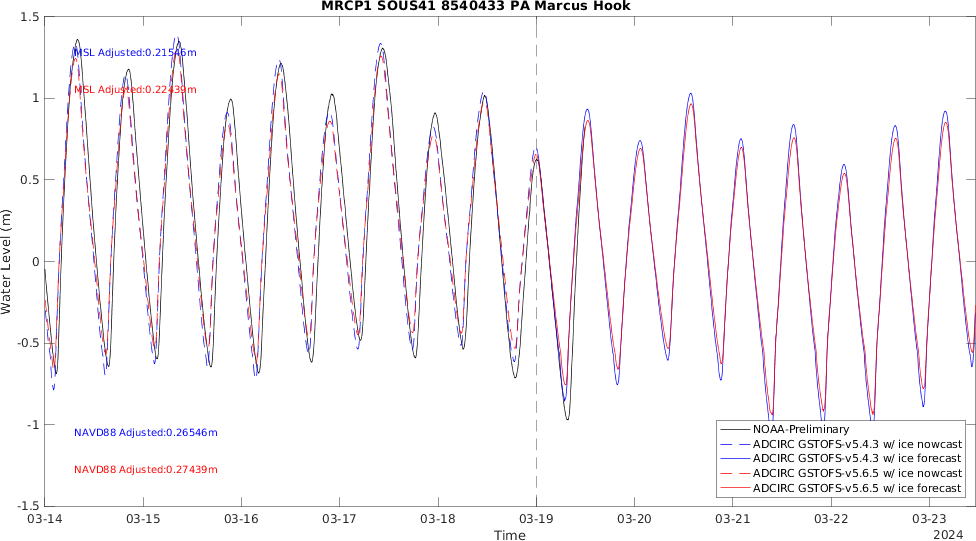 MRCP1 SOUS41 8540433 PA Marcus Hook
1.5
1
0.5
0
-0.5
-1
-1.5
Water Level (m)
MSL Adjusted:0.21546m
MSL Adjusted:0.22439m
NAVD88 Adjusted:0.26546m
NAVD88 Adjusted:0.27439m
NOAA-Preliminary
ADCIRC GSTOFS-v5.4.3 w/ ice nowcast
ADCIRC GSTOFS-v5.4.3 w/ ice forecast
ADCIRC GSTOFS-v5.6.5 w/ ice nowcast
ADCIRC GSTOFS-v5.6.5 w/ ice forecast
03-14 03-15 03-16 03-17 03-18 03-19 03-20 03-21 03-22 03-23
Time
2024